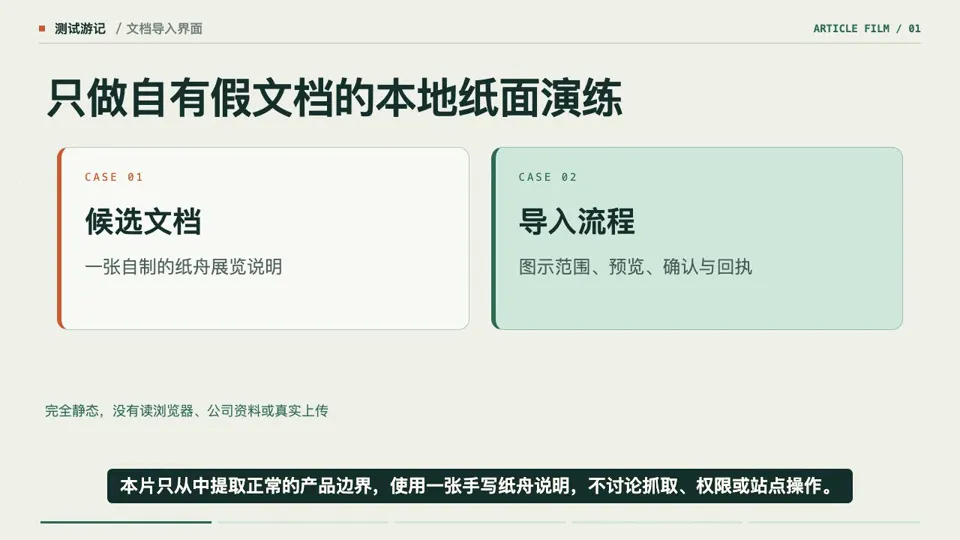 测试游记 / 文档导入界面
ARTICLE FILM / 01
只做自有假文档的本地纸面演练
CASE 01
候选文档
一张自制的纸舟展览说明
CASE 02
导入流程
图示范围、预览、确认与回执
完全静态，没有读浏览器、公司资料或真实上传
本片只从中提取正常的产品边界，使用一张手写纸舟说明，不讨论抓取、权限或站点操作。